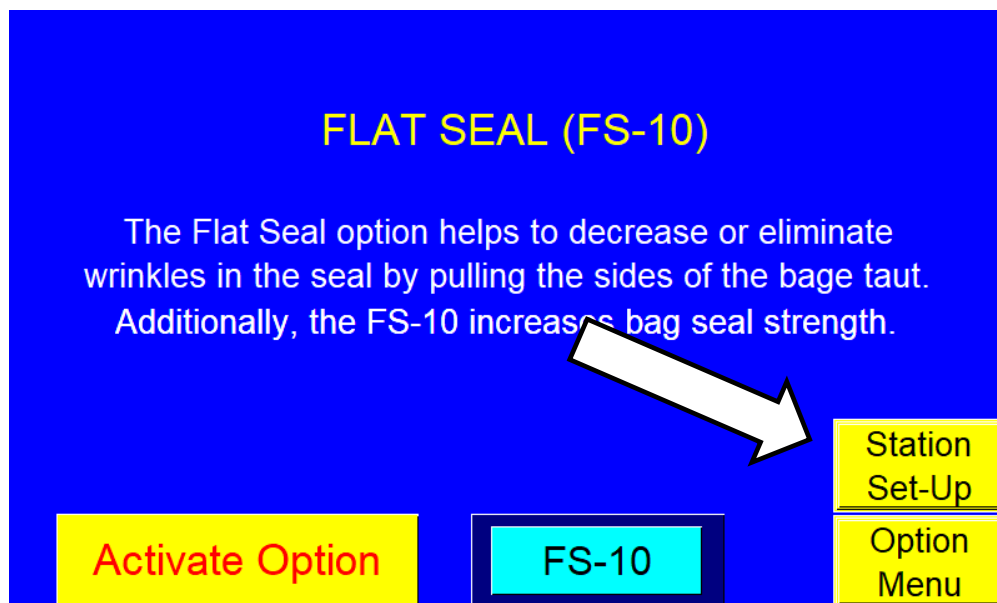 FLAT SEAL (FS-10)
The Flat Seal option helps to decrease or eliminate
wrinkles in the seal by pulling the sides of the bage taut.
Additionally, the FS-10 increases bag seal strength.
Station
Set-Up
Activate Option
FS-10
Option
Menu